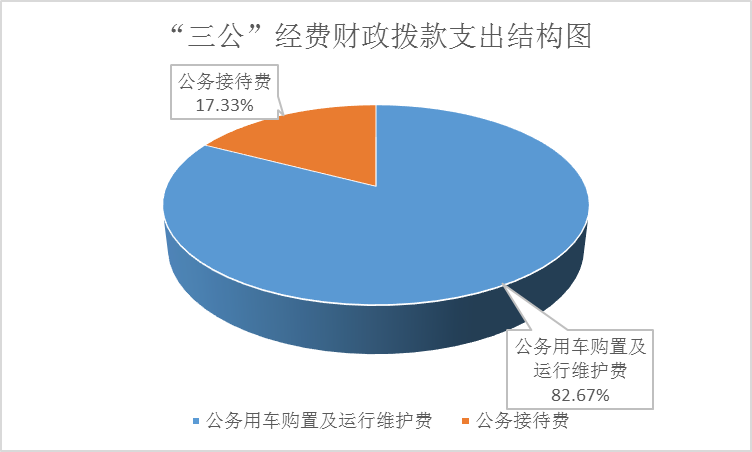 “三公”经费财政拨款支出结构图
公务接待费
17.33%
公务用车购置及
运行维护费
82.67%
公务用车购置及运行维护费
公务接待费